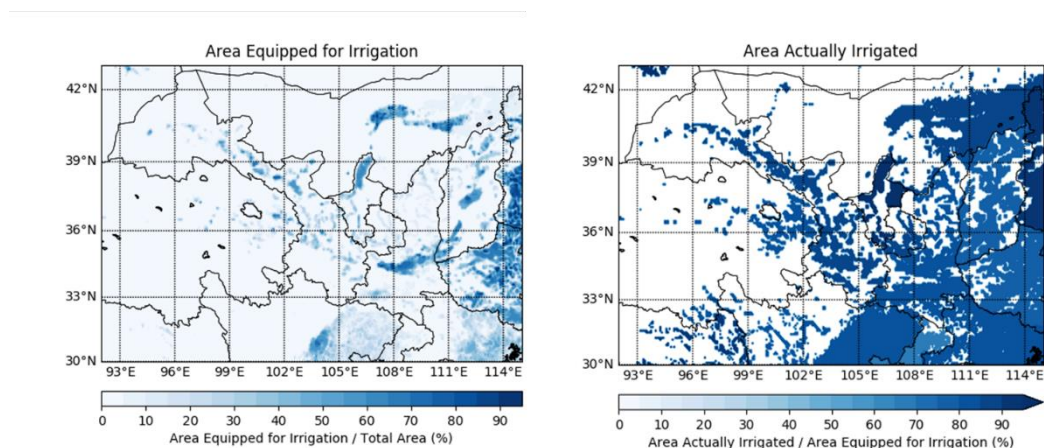 Area Equipped for Irrigation
42°N
39°N
36°N
33°N
30°N
93°E 96°E 99°E 102°E 105°E 108°E 111°E 114°E
0 10 20 30 40 50 60 70 80 90
Area Equipped for Irrigation / Total Area (%)
Area Actually Irrigated
42°N
39°N
36°N
33°N
30°N
93°E 96°E 99°E 102°E 105°E 108°E 111°E 114°E
0 10 20 30 40 50 60 70 80 90
Area Actually Irrigated / Area Equipped for Irrigation (%)